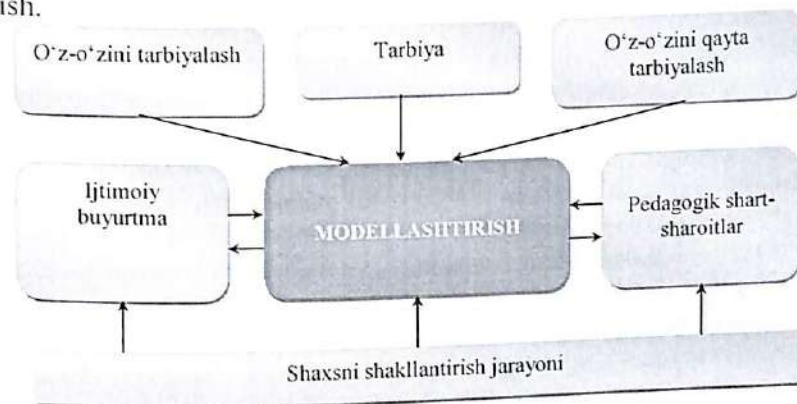 ish.
O‘z-o‘zini tarbiyalash
Tarbiya
O‘z-o‘zini qayta
tarbiyalash
Ijtimoiy
buyurtma
MODELLASHTIRISH
Pedagogik shart-
sharoitlar
Shaxsni shakllantirish jarayoni